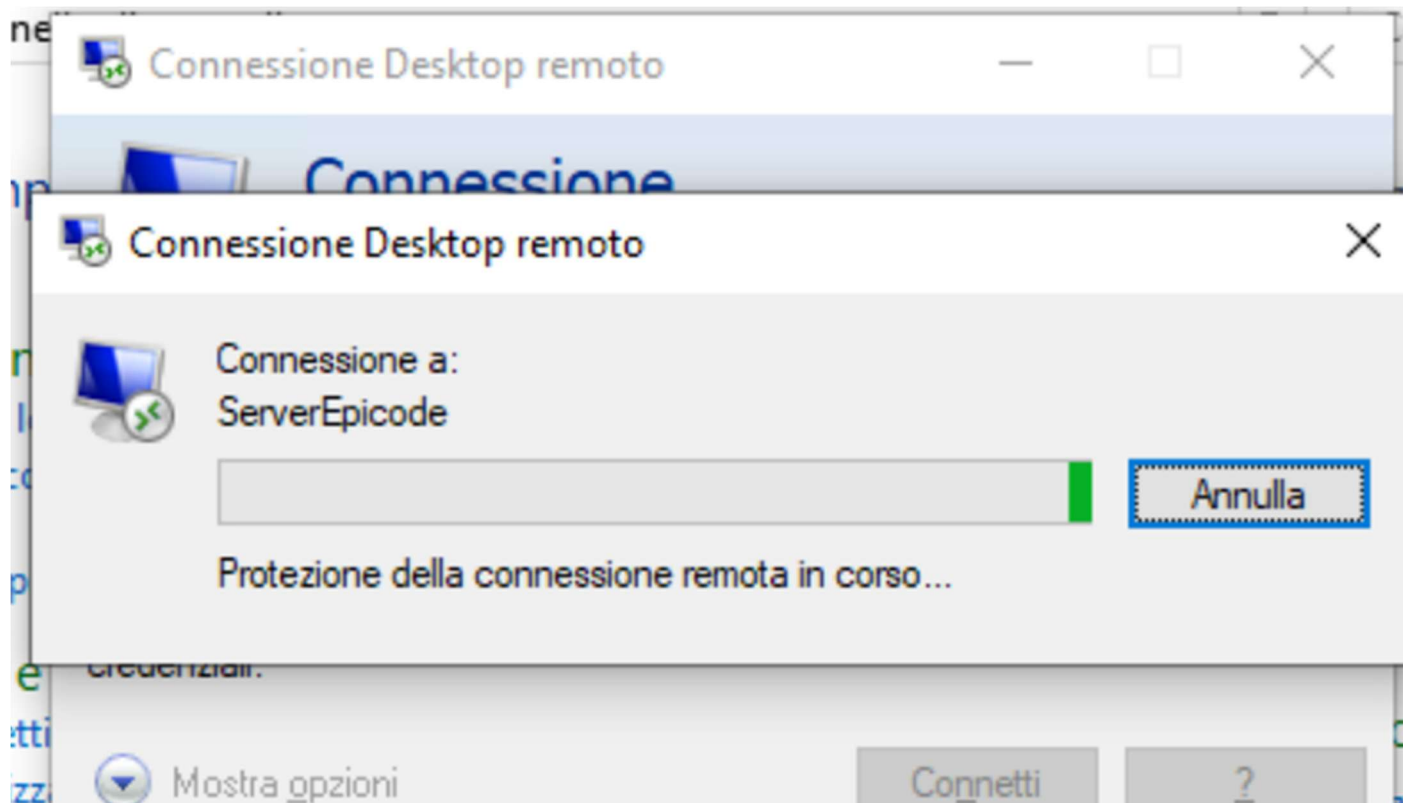 Connessione Desktop remoto
Connessione
Connessione Desktop remoto
Connessione a:
ServerEpicode
Annulla
Protezione della connessione remota in corso...
credenziali.
Mostra opzioni
Connetti
?